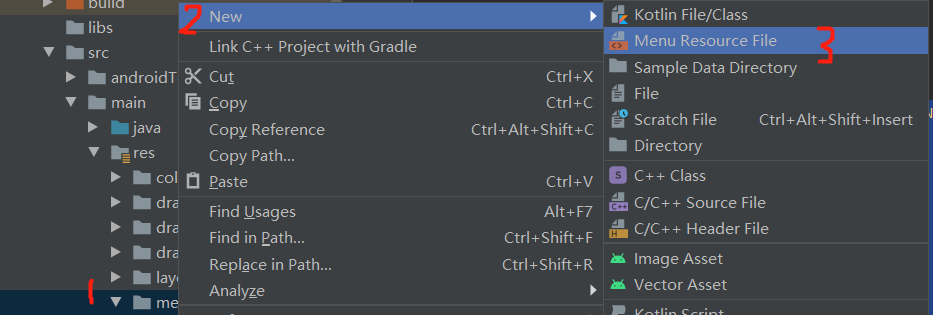 build
libs
src
androidT
main
java
res
col
dra
dra
dra
layo
1 me
2 New
Link C++ Project with Gradle
Cut Ctrl+X
Copy Ctrl+C
Copy Reference Ctrl+Alt+Shift+C
Copy Path...
Paste Ctrl+V
Find Usages Alt+F7
Find in Path... Ctrl+Shift+F
Replace in Path... Ctrl+Shift+R
Analyze
Kotlin File/Class
Menu Resource File 3
Sample Data Directory
File
Scratch File Ctrl+Alt+Shift+Insert
Directory
S C++ Class
C++ C/C++ Source File
H C/C++ Header File
Image Asset
Vector Asset
Kotlin Script